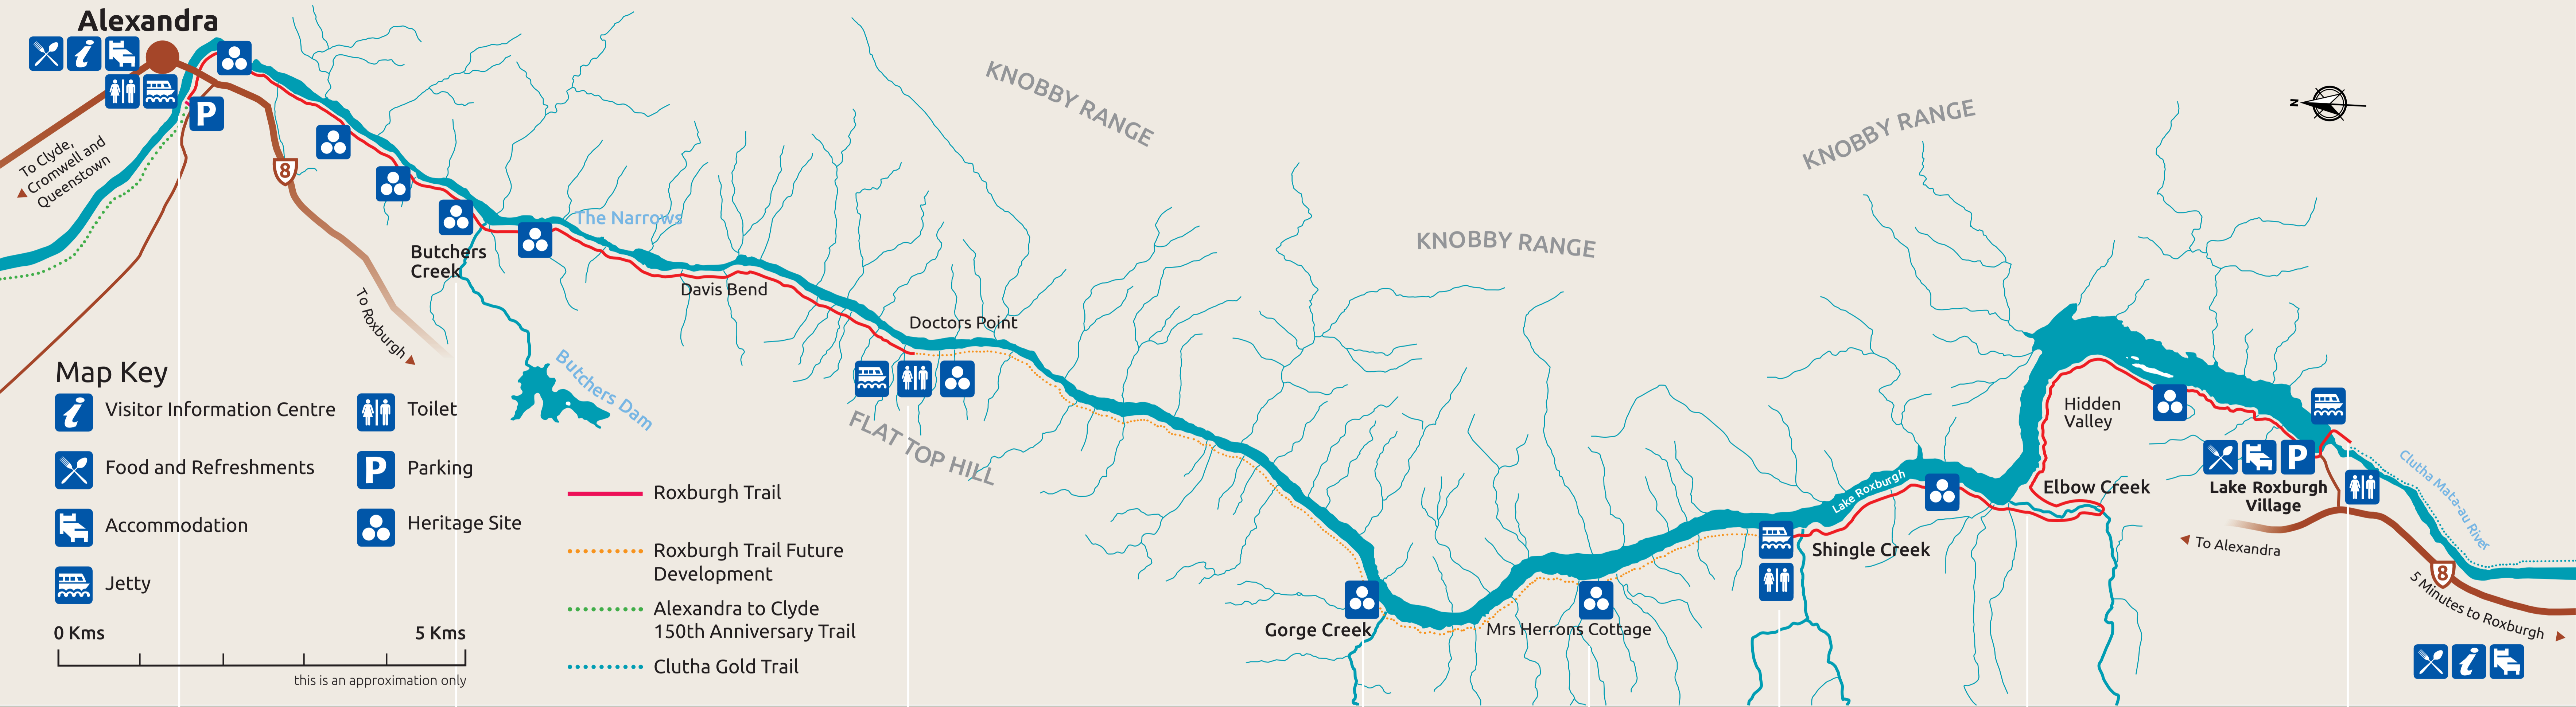 Alexandra
To Clyde,
Cromwell and
Queenstown
P
8
To Roxburgh
Butchers
Creek
The Narrows
Davis Bend
Butchers Dam
Doctors Point
FLAT TOP HILL
KNOBBY RANGE
KNOBBY RANGE
KNOBBY RANGE
N
Gorge Creek
Mrs Herrons Cottage
Shingle Creek
Lake Roxburgh
Elbow Creek
Hidden
Valley
P
Lake Roxburgh
Village
Clutha Mata-au River
To Alexandra
8
5 Minutes to Roxburgh
Map Key
i Visitor Information Centre
Food and Refreshments
Accommodation
Jetty
Toilet
P Parking
Heritage Site
Roxburgh Trail
Roxburgh Trail Future
Development
Alexandra to Clyde
150th Anniversary Trail
Clutha Gold Trail
0 Kms 5 Kms
this is an approximation only